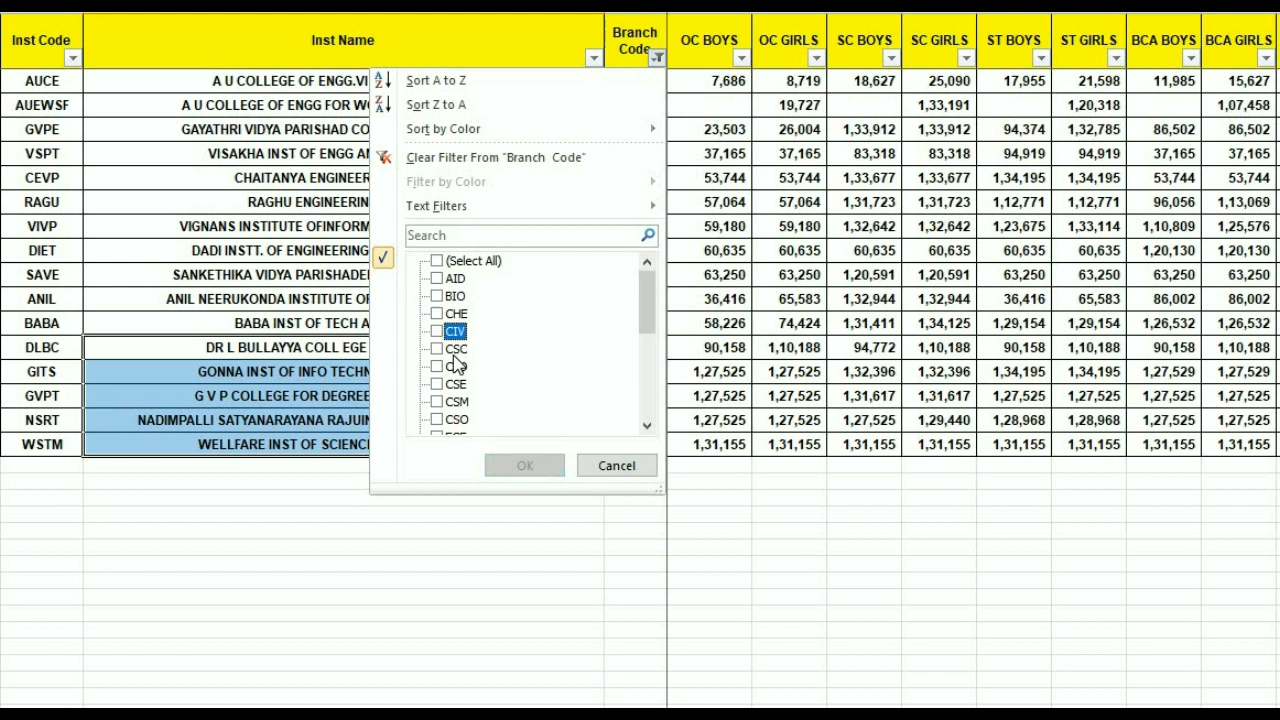 Inst Code Inst Name Branch Code OC BOYS OC GIRLS SC BOYS SC GIRLS ST BOYS ST GIRLS BCA BOYS BCA GIRLS
AUCE A U COLLEGE OF ENGG.VI 7,686 8,719 18,627 25,090 17,955 21,598 11,985 15,627
AUEWSF A U COLLEGE OF ENGG FOR W 19,727 1,33,191 1,20,318 1,07,458
GVPE GAYATHRI VIDYA PARISHAD CO 23,503 26,004 1,33,912 1,33,912 94,374 1,32,785 86,502 86,502
VSPT VISAKHA INST OF ENGG A 37,165 37,165 83,318 83,318 94,919 94,919 37,165 37,165
CEVP CHAITANYA ENGINEER 53,744 53,744 1,33,677 1,33,677 1,34,195 1,34,195 53,744 53,744
RAGU RAGHU ENGINEERIN 57,064 57,064 1,31,723 1,31,723 1,12,771 1,12,771 96,056 1,13,069
VIVP VIGNANS INSTITUTE OFINFORM 59,180 59,180 1,32,642 1,32,642 1,23,675 1,33,114 1,10,809 1,25,576
DIET DADI INSTT. OF ENGINEERING 60,635 60,635 60,635 60,635 60,635 60,635 1,20,130 1,20,130
SAVE SANKETHIKA VIDYA PARISHADE 63,250 63,250 1,20,591 1,20,591 63,250 63,250 63,250 63,250
ANIL ANIL NEERUKONDA INSTITUTE O 36,416 65,583 1,32,944 1,32,944 36,416 65,583 86,002 86,002
BABA BABA INST OF TECH A 58,226 74,424 1,31,411 1,34,125 1,29,154 1,29,154 1,26,532 1,26,532
DLBC DR L BULLAYYA COLL EGE 90,158 1,10,188 94,772 1,10,188 90,158 1,10,188 90,158 1,10,188
GITS GONNA INST OF INFO TECHN 1,27,525 1,27,525 1,32,396 1,32,396 1,34,195 1,34,195 1,27,529 1,27,529
GVPT G V P COLLEGE FOR DEGREE 1,27,525 1,27,525 1,31,617 1,31,617 1,27,525 1,27,525 1,27,525 1,27,525
NSRT NADIMPALLI SATYANARAYANA RAJUIN 1,27,525 1,27,525 1,27,525 1,29,440 1,28,968 1,28,968 1,27,525 1,27,525
WSTM WELLFARE INST OF SCIENC 1,31,155 1,31,155 1,31,155 1,31,155 1,31,155 1,31,155 1,31,155 1,31,155
Sort A to Z
Sort Z to A
Sort by Color
Clear Filter From "Branch Code"
Filter by Color
Text Filters
Search
(Select All)
AID
BIO
CHE
CIV
CSC
CSE
CSM
CSO
OK Cancel